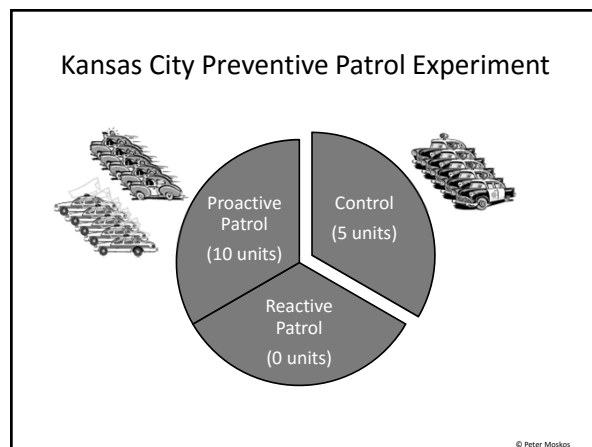 Kansas City Preventive Patrol Experiment
Proactive
Patrol
(10 units)
Control
(5 units)
Reactive
Patrol
(0 units)
© Peter Moskos